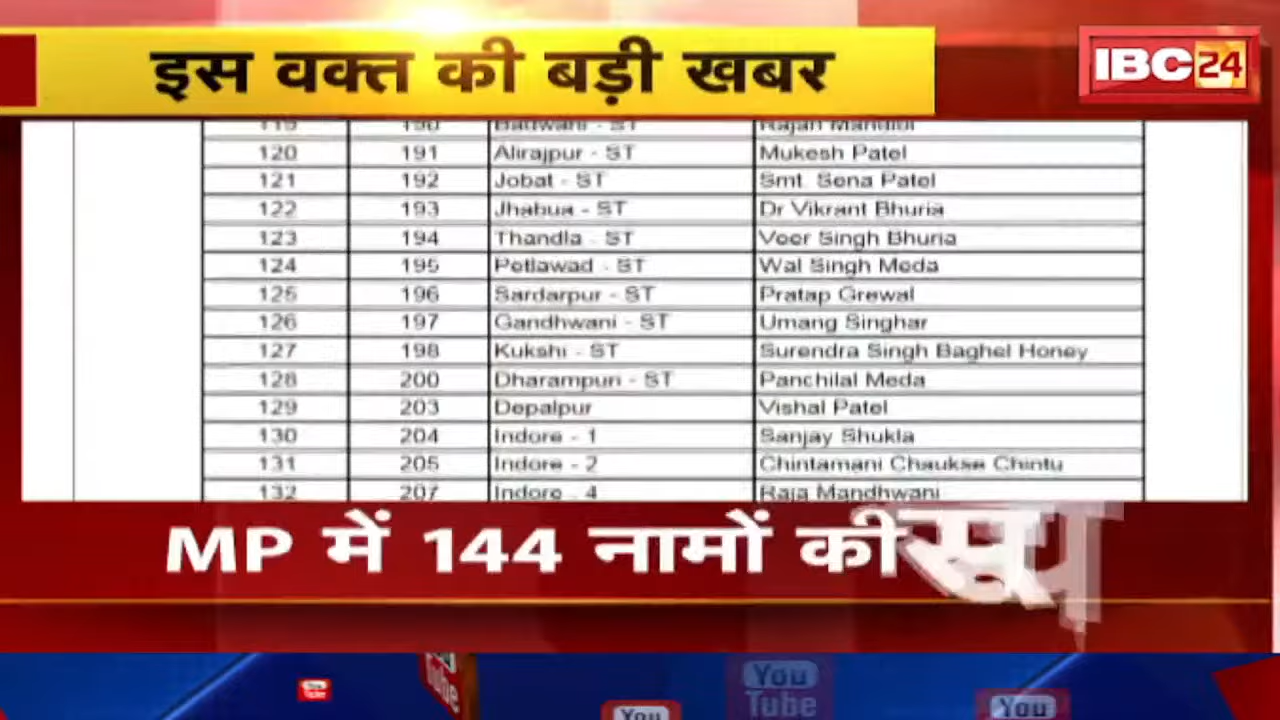 इस वक्त की बड़ी खबर
IBC24
120 191 Alirajpur - ST Mukesh Patel
121 192 Jobat - ST Smt. Sena Patel
122 193 Jhabua - ST Dr Vikrant Bhuria
123 194 Thandla - ST Veer Singh Bhuria
124 195 Petlawad - ST Wal Singh Meda
125 196 Sardarpur - ST Pratap Grewal
126 197 Gandhwani - ST Umang Singhar
127 198 Kukshi - ST Surendra Singh Baghel Honey
128 200 Dharampuri - ST Panchilal Meda
129 203 Depalpur Vishal Patel
130 204 Indore - 1 Sanjay Shukla
131 205 Indore - 2 Chintamani Chaukse Chintu
132 207 Indore - 4 Raja Mandhwani
MP में 144 नामों की
You
Tube
You
You